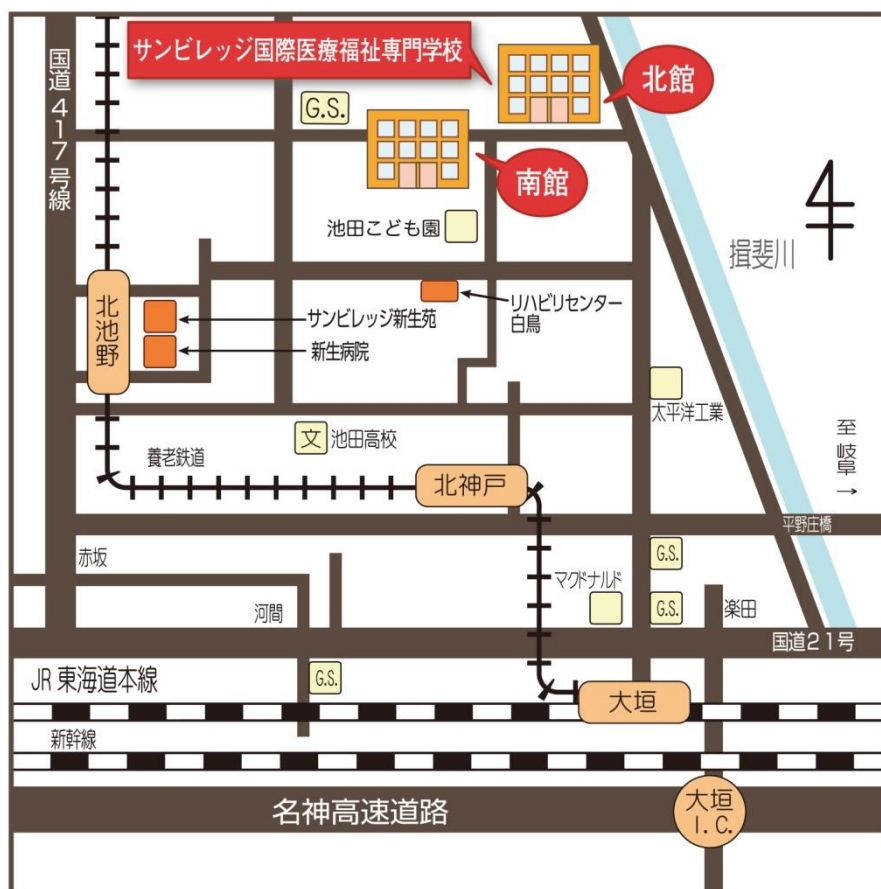 サンビレッジ国際医療福祉専門学校
北館
国道417号線
G.S.
南館
池田こども園
揖斐川
北池野
サンビレッジ新生苑
新生病院
リハビリセンター
白鳥
太平洋工業
文
池田高校
至岐阜→
養老鉄道
北神戸
平野庄橋
赤坂
G.S.
マクドナルド
河間
G.S.
楽田
国道21号
JR東海道本線
G.S.
大垣
新幹線
名神高速道路
大垣
I.C.